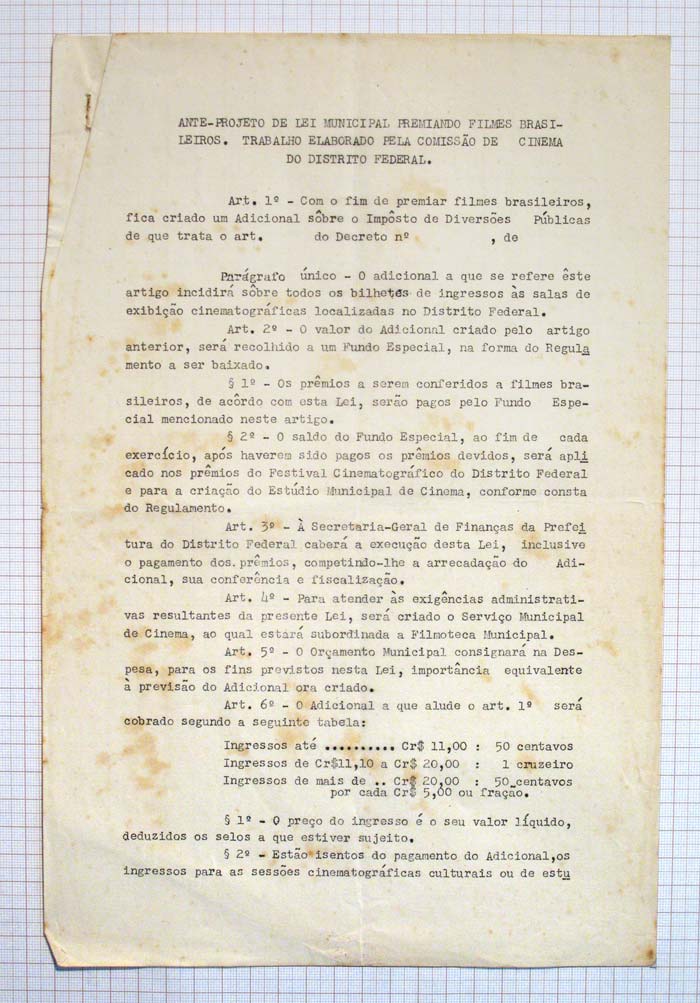 ANTE-PROJETO DE LEI MUNICIPAL PREMIANDO FILMES BRASI-
LEIROS. TRABALHO ELABORADO PELA COMISSÃO DE CINEMA
DO DISTRITO FEDERAL.
Art. 1º - Com o fim de premiar filmes brasileiros,
fica criado um Adicional sôbre o Impôsto de Diversões Públicas
de que trata o art. do Decreto nº , de
Parágrafo único - O adicional a que se refere êste
artigo incidirá sôbre todos os bilhetes de ingressos às salas de
exibição cinematográficas localizadas no Distrito Federal.
Art. 2º - O valor do Adicional criado pelo artigo
anterior, será recolhido a um Fundo Especial, na forma do Regula
mento a ser baixado.
§ 1º - Os prêmios a serem conferidos a filmes bra-
sileiros, de acôrdo com esta Lei, serão pagos pelo Fundo Espe-
cial mencionado neste artigo.
§ 2º - O saldo do Fundo Especial, ao fim de cada
exercício, após haverem sido pagos os prêmios devidos, será apli
cado nos prêmios do Festival Cinematográfico do Distrito Federal
e para a criação do Estúdio Municipal de Cinema, conforme consta
do Regulamento.
Art. 3º - À Secretaria-Geral de Finanças da Prefei
tura do Distrito Federal caberá a execução desta Lei, inclusive
o pagamento dos. prêmios, competindo-lhe a arrecadação do Adi-
cional, sua conferência e fiscalização.
Art. 4º - Para atender às exigências administrati-
vas resultantes da presente Lei, será criado o Serviço Municipal
de Cinema, ao qual estará subordinada a Filmoteca Municipal.
Art. 5º - O Orçamento Municipal consignará na Des-
pesa, para os fins previstos nesta Lei, importância equivalente
à previsão do Adicional ora criado.
Art. 6º - O Adicional a que alude o art. 1º será
cobrado segundo a seguinte tabela:
Ingressos até .......... Cr$ 11,00 : 50 centavos
Ingressos de Cr$11,10 a Cr$ 20,00 : 1 cruzeiro
Ingressos de mais de .. Cr$ 20,00 : 50 centavos
por cada Cr$ 5,00 ou fração.
§ 1º - O preço do ingresso é o seu valor líquido,
deduzidos os selos a que estiver sujeito.
§ 2º - Estão isentos do pagamento do Adicional,os
ingressos para as sessões cinematográficas culturais ou de estu